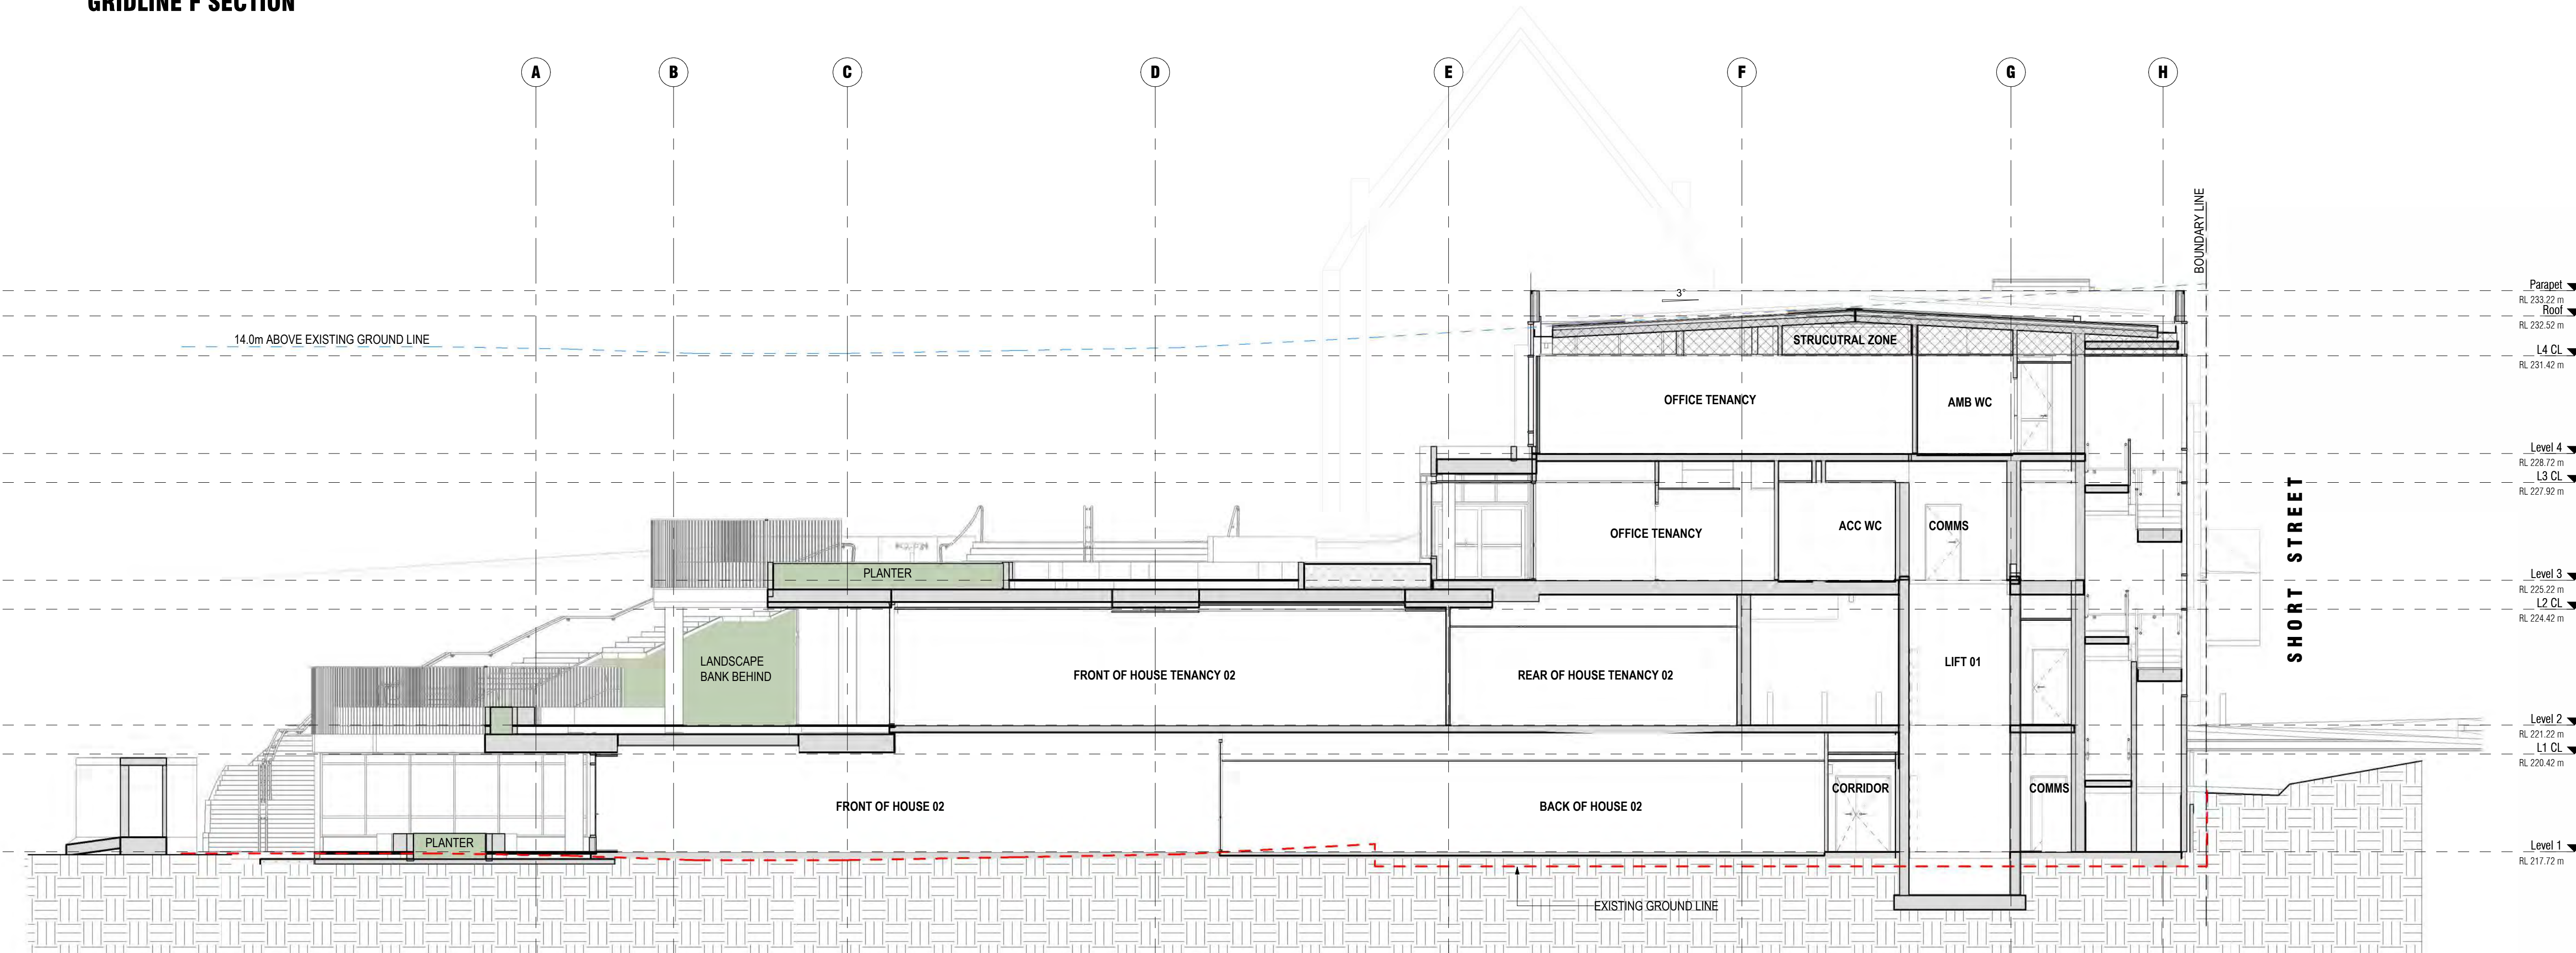 GRIDLINE F SECTION
A
B
C
D
E
F
G
H
BOUNDARY LINE
3°
14.0m ABOVE EXISTING GROUND LINE
STRUCUTRAL ZONE
OFFICE TENANCY
AMB WC
OFFICE TENANCY
ACC WC
COMMS
PLANTER
LANDSCAPE
BANK BEHIND
FRONT OF HOUSE TENANCY 02
REAR OF HOUSE TENANCY 02
LIFT 01
FRONT OF HOUSE 02
BACK OF HOUSE 02
CORRIDOR
COMMS
PLANTER
EXISTING GROUND LINE
SHORT STREET
Parapet
RL 233.22 m
Roof
RL 232.52 m
L4 CL
RL 231.42 m
Level 4
RL 228.72 m
L3 CL
RL 227.92 m
Level 3
RL 225.22 m
L2 CL
RL 224.42 m
Level 2
RL 221.22 m
L1 CL
RL 220.42 m
Level 1
RL 217.72 m